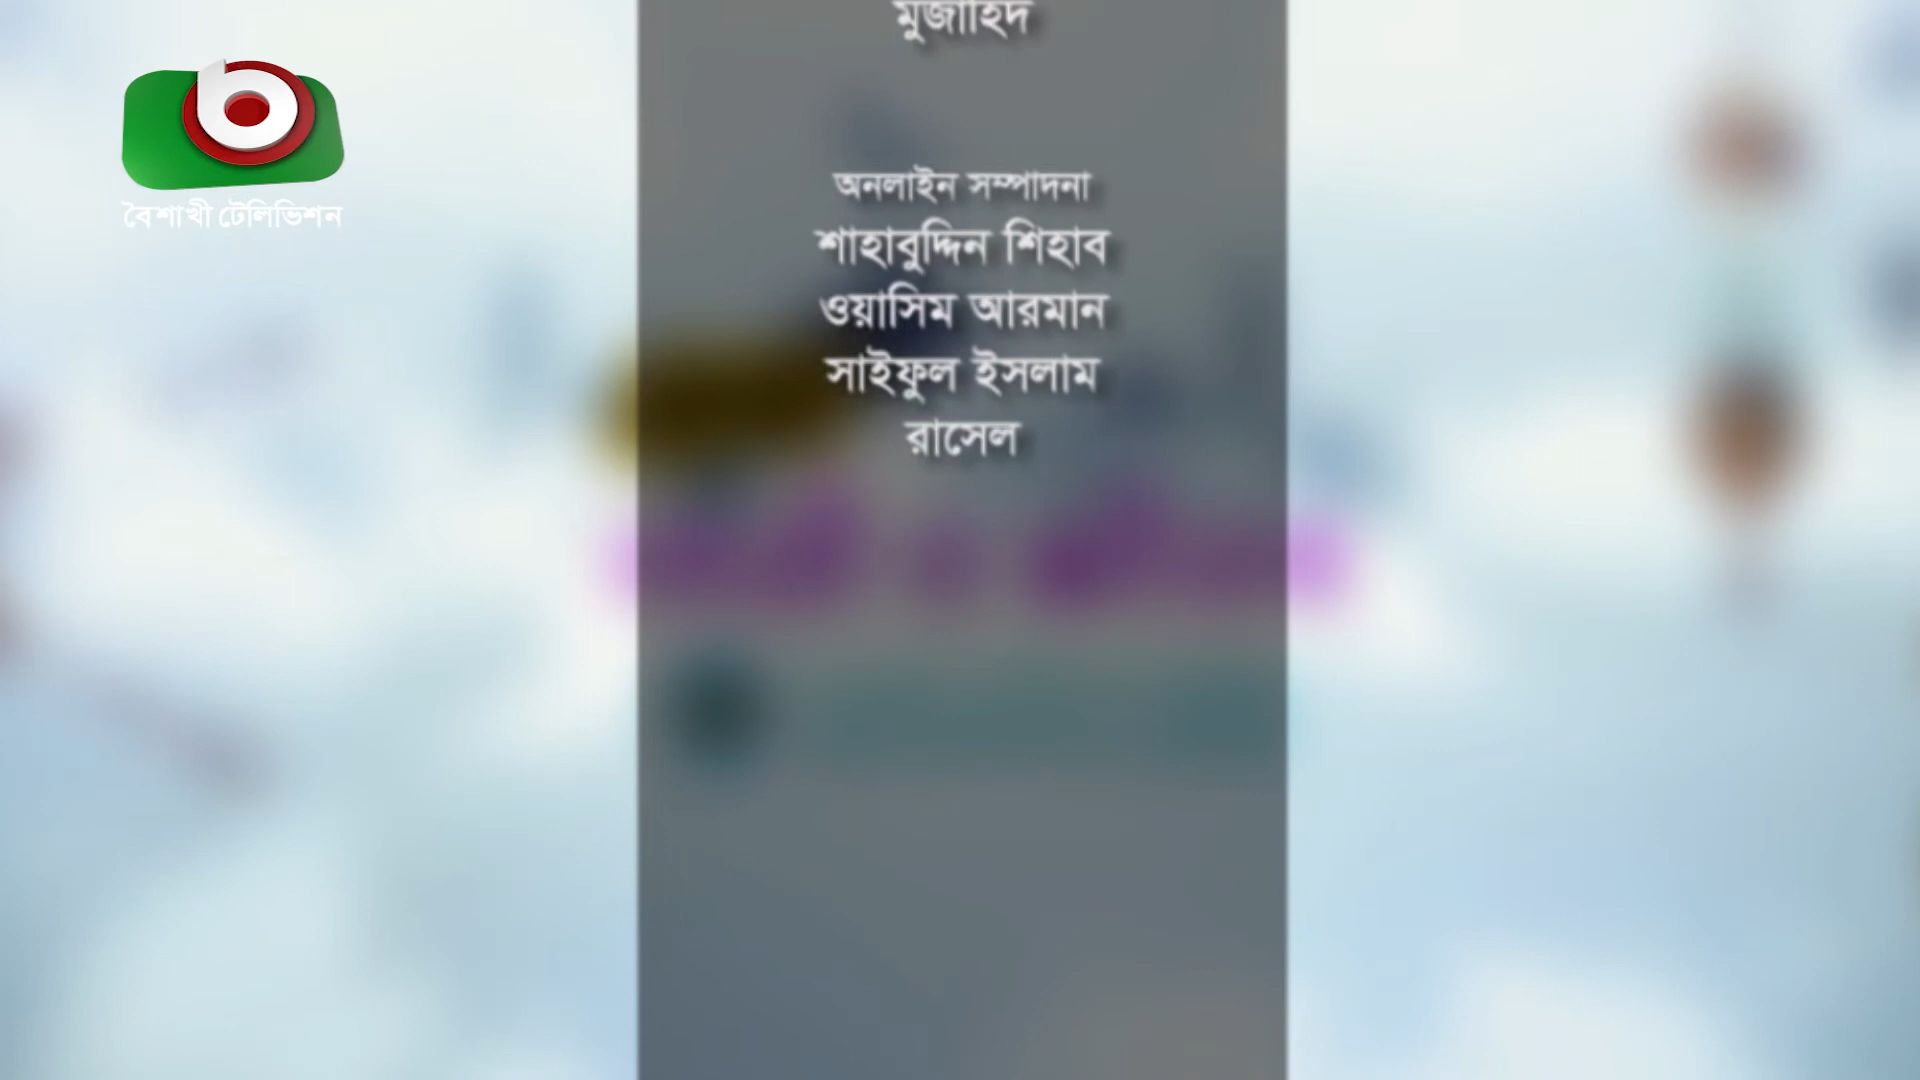 মুজাহিদ
বৈশাখী টেলিভিশন
অনলাইন সম্পাদনা
শাহাবুদ্দিন শিহাব
ওয়াসিম আরমান
সাইফুল ইসলাম
রাসেল